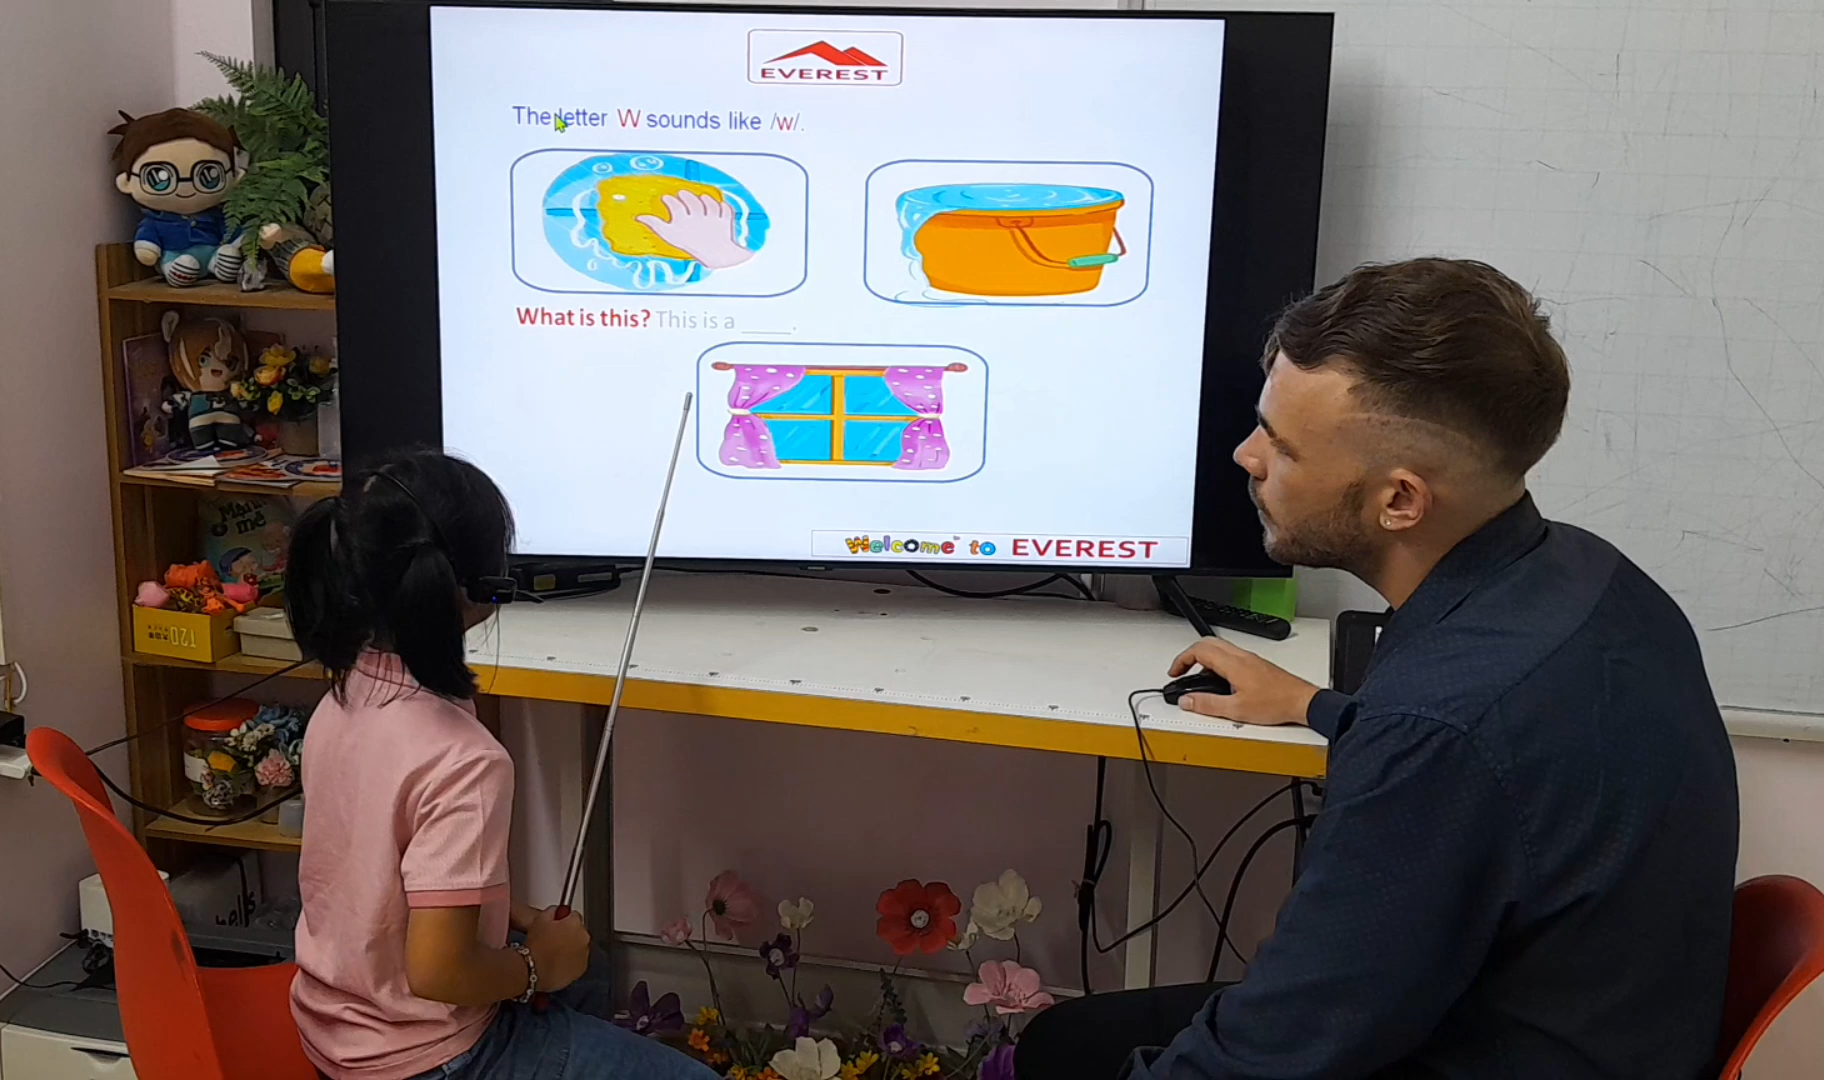 EVEREST
The letter W sounds like /w/.
What is this? This is a ____.
Welcome to EVEREST